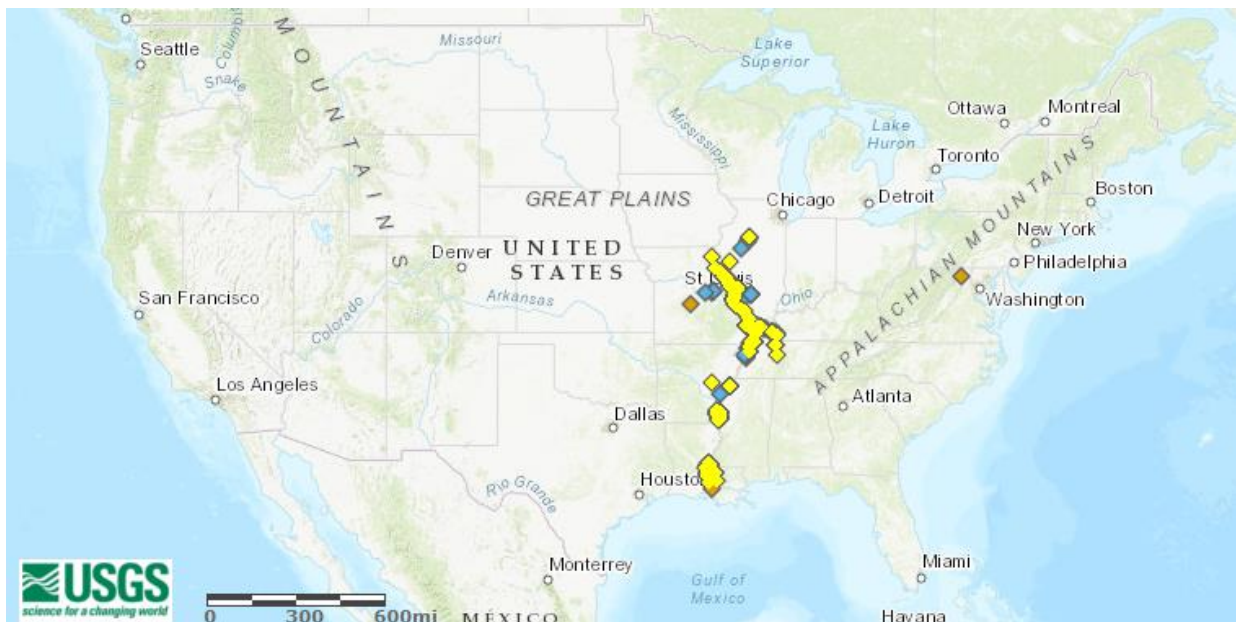 Seattle
Columbia
Snake
MOUNTAINS
Missouri
Lake
Superior
Mississippi
Lake
Huron
Ottawa
Montreal
Toronto
Boston
GREAT PLAINS
Chicago
Detroit
New York
Philadelphia
Washington
APPALACHIAN MOUNTAINS
Denver
UNITED
STATES
St Louis
Ohio
Arkansas
San Francisco
Colorado
Los Angeles
Dallas
Atlanta
Houston
Rio Grande
Monterrey
Gulf of
Mexico
Miami
Havana
MÉXICO
USGS
science for a changing world
0 300 600mi